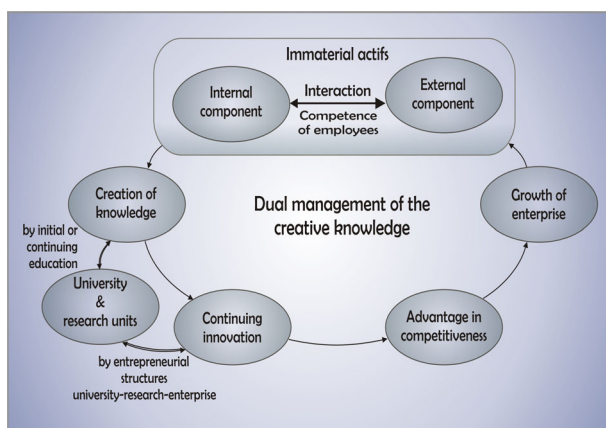 Immaterial actifs
Internal
component
Interaction
Competence
of employees
External
component
Creation of
knowledge
Dual management of the
creative knowledge
Growth of
enterprise
by initial or
continuing
education
University
&
research units
Continuing
innovation
Advantage in
competitiveness
by entrepreneurial
structures
university-research-enterprise